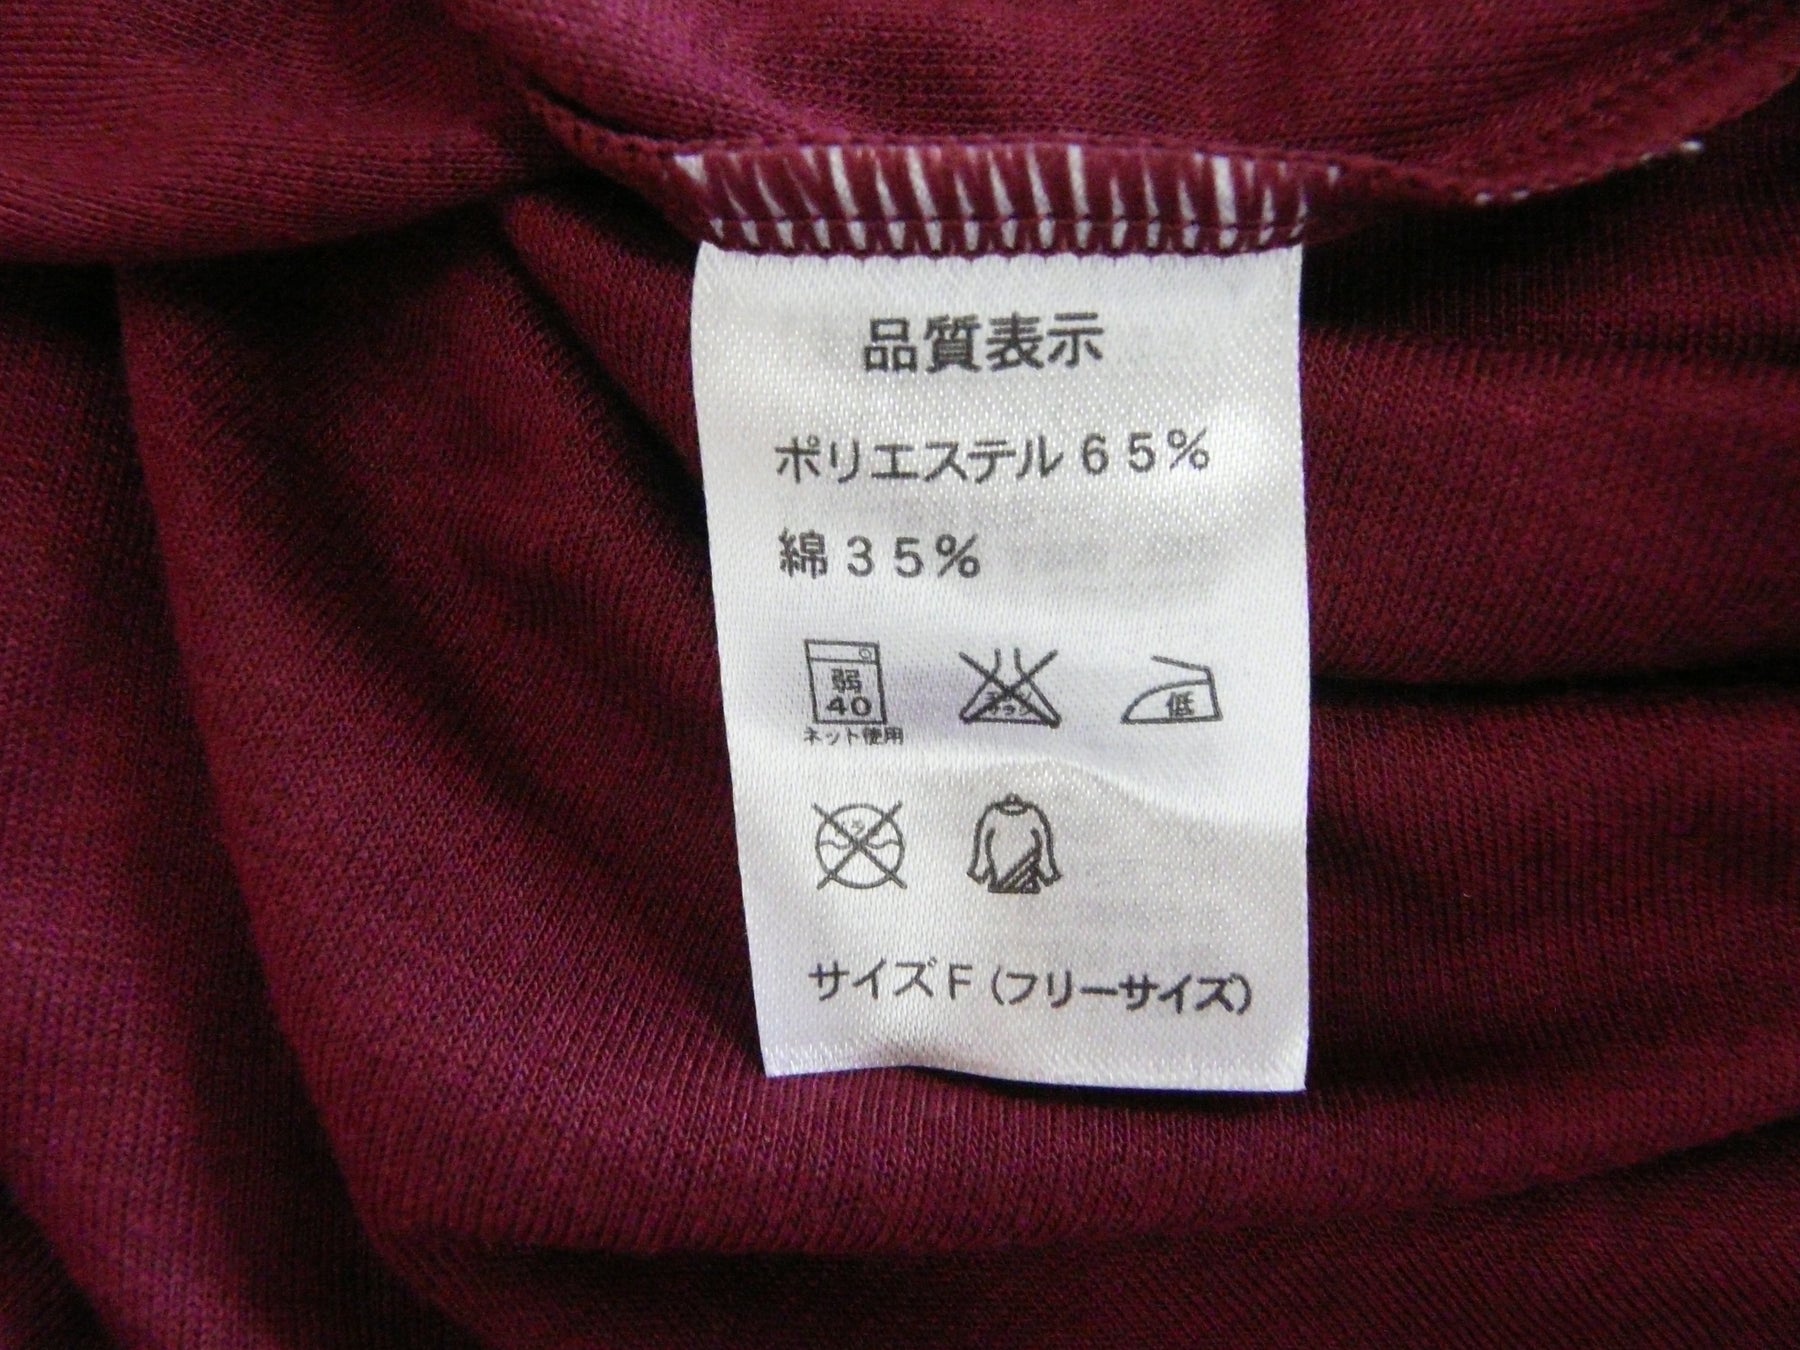 品質表示
ポリエステル65%
綿35%
弱
40
ネット使用
低
サイズF(フリーサイズ)